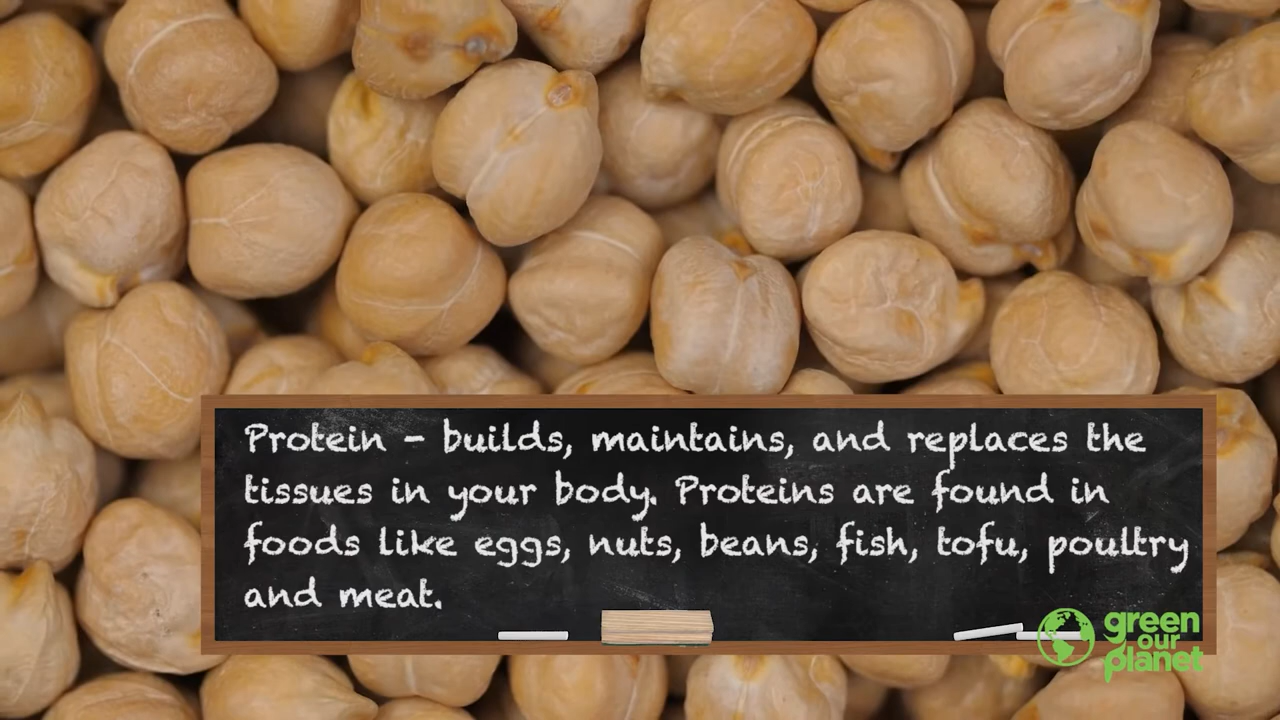 Protein - builds, maintains, and replaces the
tissues in your body. Proteins are found in
foods like eggs, nuts, beans, fish, tofu, poultry
and meat.
green
our
planet